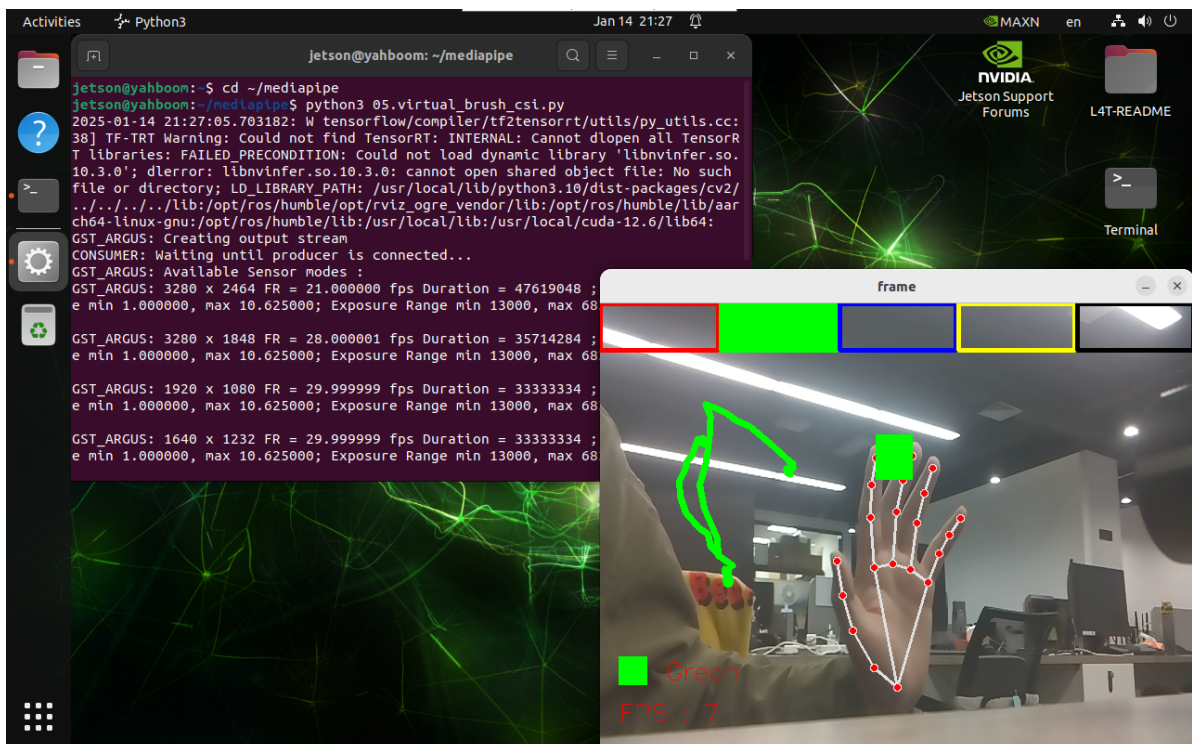 Activities
Python3
Jan 14 21:27
MAXN
en
jetson@yahboom: ~/mediapipe
jetson@yahboom:~$ cd ~/mediapipe
jetson@yahboom:~/mediapipe$ python3 05.virtual_brush_csi.py
2025-01-14 21:27:05.703182: W tensorflow/compiler/tf2tensorrt/utils/py_utils.cc:
38] TF-TRT Warning: Could not find TensorRT: INTERNAL: Cannot dlopen all TensorR
T libraries: FAILED_PRECONDITION: Could not load dynamic library 'libnvinfer.so.
10.3.0'; dlerror: libnvinfer.so.10.3.0: cannot open shared object file: No such
file or directory; LD_LIBRARY_PATH: /usr/local/lib/python3.10/dist-packages/cv2/
../../../../lib:/opt/ros/humble/opt/rviz_ogre_vendor/lib:/opt/ros/humble/lib/aar
ch64-linux-gnu:/opt/ros/humble/lib:/usr/local/lib:/usr/local/cuda-12.6/lib64:
GST_ARGUS: Creating output stream
CONSUMER: Waiting until producer is connected...
GST_ARGUS: Available Sensor modes :
GST_ARGUS: 3280 x 2464 FR = 21.000000 fps Duration = 47619048 ;
e min 1.000000, max 10.625000; Exposure Range min 13000, max 68
GST_ARGUS: 3280 x 1848 FR = 28.000001 fps Duration = 35714284 ;
e min 1.000000, max 10.625000; Exposure Range min 13000, max 68
GST_ARGUS: 1920 x 1080 FR = 29.999999 fps Duration = 33333334 ;
e min 1.000000, max 10.625000; Exposure Range min 13000, max 68
GST_ARGUS: 1640 x 1232 FR = 29.999999 fps Duration = 33333334 ;
e min 1.000000, max 10.625000; Exposure Range min 13000, max 68
NVIDIA.
Jetson Support
Forums
L4T-README
Terminal
frame
Green
FPS : 7